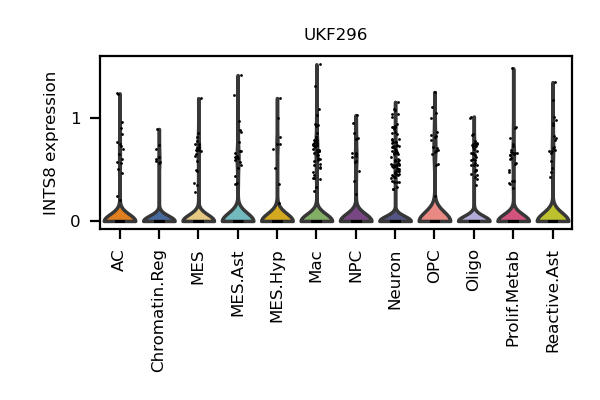 UKF296
INTS8 expression
1
0
AC
Chromatin.Reg
MES
MES.Ast
MES.Hyp
Mac
NPC
Neuron
OPC
Oligo
Prolif.Metab
Reactive.Ast